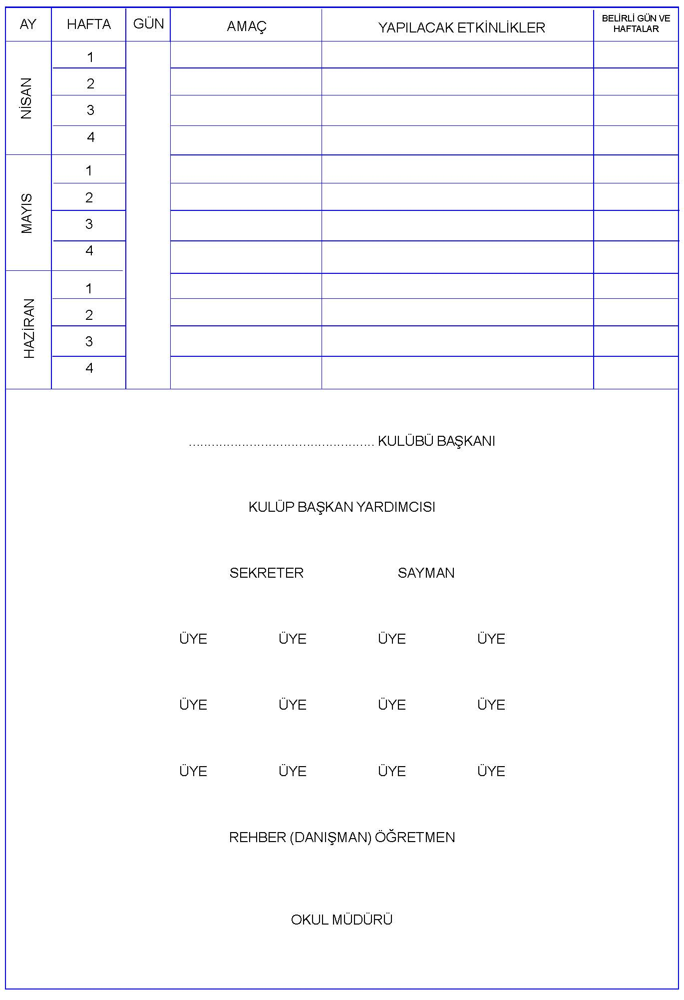 AY HAFTA GÜN AMAÇ YAPILACAK ETKİNLİKLER BELİRLİ GÜN VE
HAFTALAR
NİSAN
1
2
3
4
MAYIS
1
2
3
4
HAZİRAN
1
2
3
4
................................................. KULÜBÜ BAŞKANI
KULÜP BAŞKAN YARDIMCISI
SEKRETER SAYMAN
ÜYE ÜYE ÜYE ÜYE
ÜYE ÜYE ÜYE ÜYE
ÜYE ÜYE ÜYE ÜYE
REHBER (DANIŞMAN) ÖĞRETMEN
OKUL MÜDÜRÜ